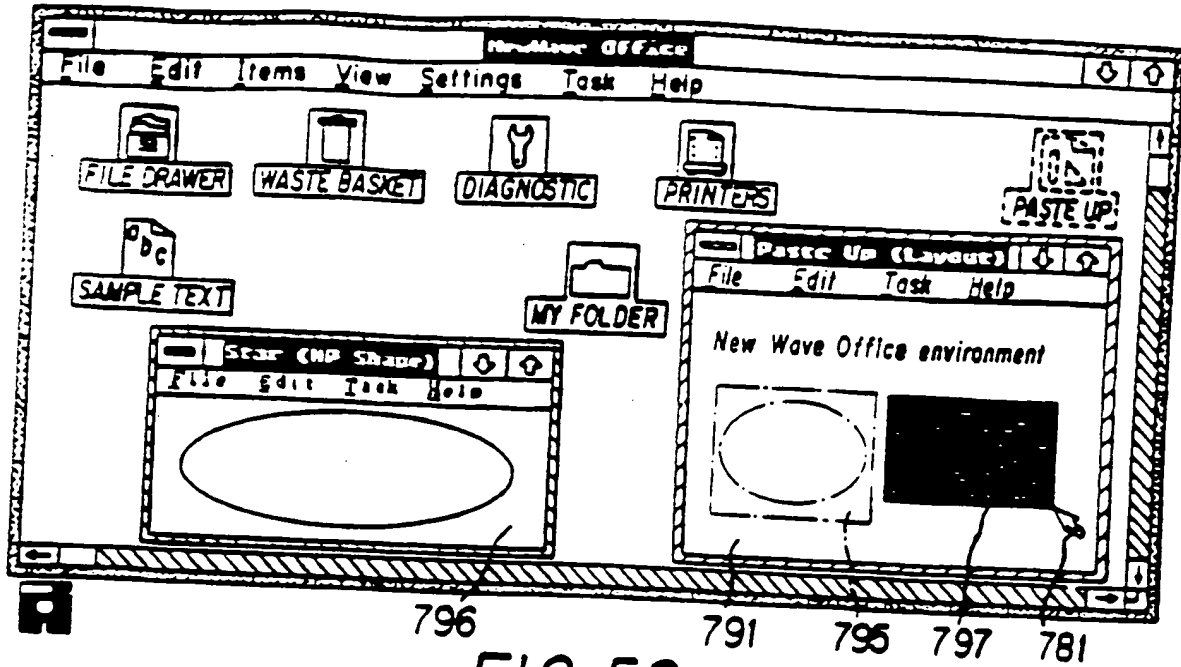 NewWave Office
File Edit Items View Settings Task Help
FILE DRAWER WASTE BASKET DIAGNOSTIC PRINTERS PASTE UP
abc
SAMPLE TEXT MY FOLDER
Paste Up (Layout)
File Edit Task Help
New Wave Office environment
Star (HP Shape)
File Edit Task Help
796 791 795 797 781